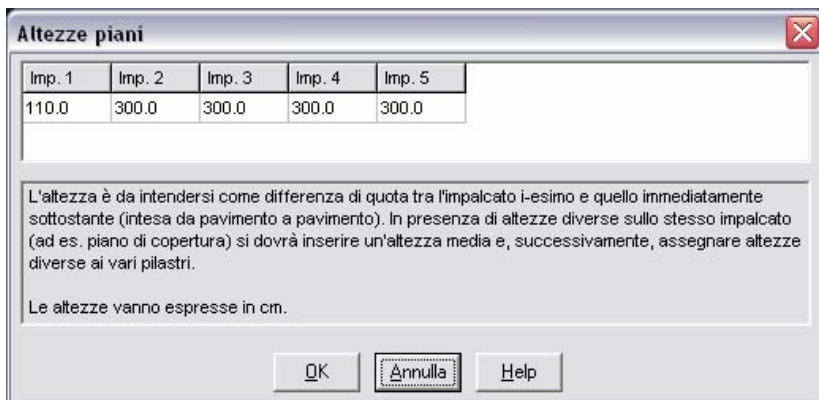 Altezze piani
Imp. 1 Imp. 2 Imp. 3 Imp. 4 Imp. 5
110.0 300.0 300.0 300.0 300.0
L'altezza è da intendersi come differenza di quota tra l'impalcato i-esimo e quello immediatamente
sottostante (intesa da pavimento a pavimento). In presenza di altezze diverse sullo stesso impalcato
(ad es. piano di copertura) si dovrà inserire un'altezza media e, successivamente, assegnare altezze
diverse ai vari pilastri.
Le altezze vanno espresse in cm.
OK Annulla Help